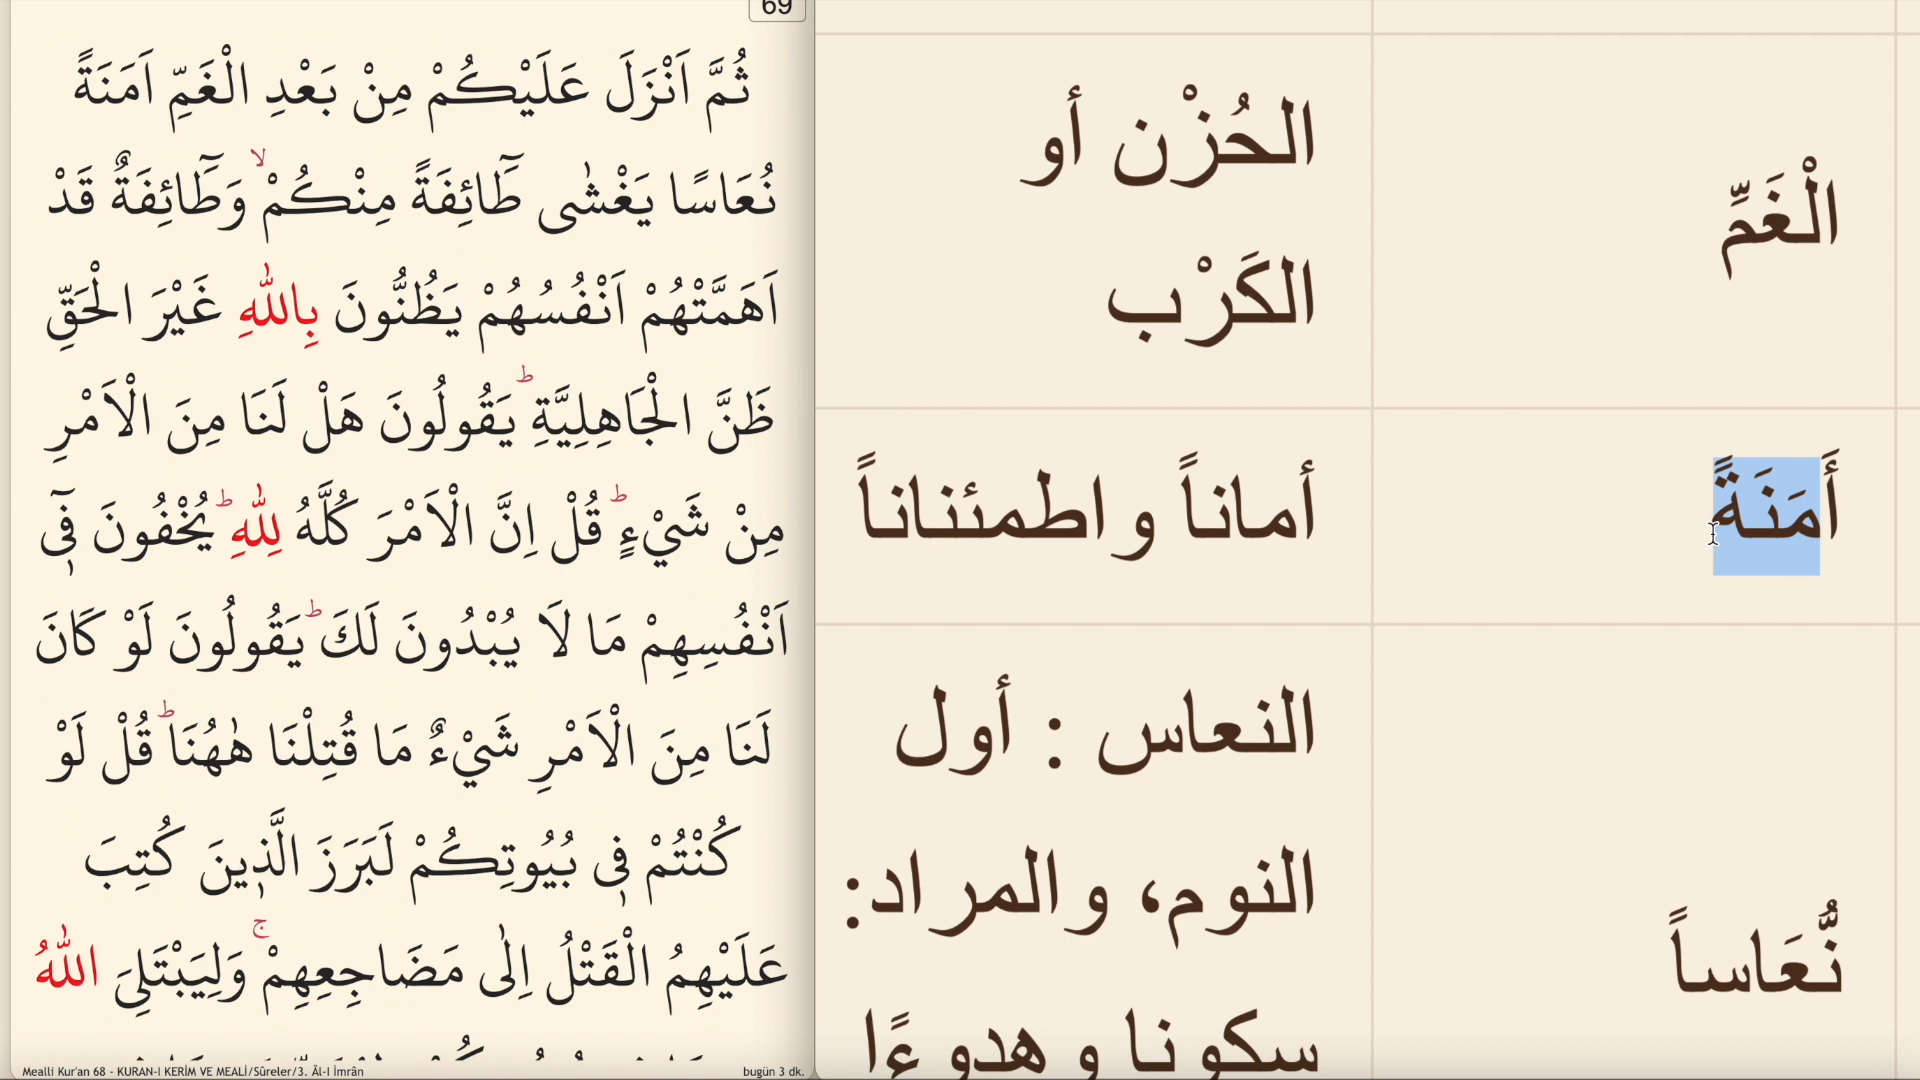 69
ثُمَّ اَنْزَلَ عَلَيْكُمْ مِنْ بَعْدِ الْغَمِّ اَمَنَةً
نُعَاسًا يَغْشٰى طَٓائِفَةً مِنْكُمْۙ وَطَٓائِفَةٌ قَدْ
اَهَمَّتْهُمْ اَنْفُسُهُمْ يَظُنُّونَ بِاللّٰهِ غَيْرَ الْحَقِّ
ظَنَّ الْجَاهِلِيَّةِۜ يَقُولُونَ هَلْ لَنَا مِنَ الْاَمْرِ
مِنْ شَيْءٍۜ قُلْ اِنَّ الْاَمْرَ كُلَّهُ لِلّٰهِۜ يُخْفُونَ ف۪ٓي
اَنْفُسِهِمْ مَا لَا يُبْدُونَ لَكَۜ يَقُولُونَ لَوْ كَانَ
لَنَا مِنَ الْاَمْرِ شَيْءٌ مَا قُتِلْنَا هٰهُنَاۜ قُلْ لَوْ
كُنْتُمْ ف۪ي بُيُوتِكُمْ لَبَرَزَ الَّذ۪ينَ كُتِبَ
عَلَيْهِمُ الْقَتْلُ اِلٰى مَضَاجِعِهِمْۚ وَلِيَبْتَلِيَ اللّٰهُ
Mealli Kur'an 68 - KURAN-I KERİM VE MEALİ/Sûreler/3. Âl-I İmrân
bugün 3 dk.
الْغَمِّ
الحُزْن أو
الكَرْب
أَمَنَةً
أماناً واطمئناناً
نُّعَاساً
النعاس : أول
النوم، والمراد:
سكونا وهدوءًا